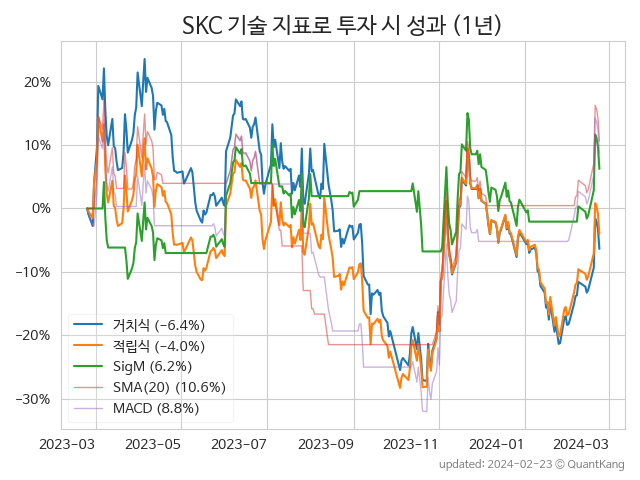 SKC 기술 지표로 투자 시 성과 (1년)
20%
10%
0%
−10%
−20%
−30%
거치식 (−6.4%)
적립식 (−4.0%)
SigM (6.2%)
SMA(20) (10.6%)
MACD (8.8%)
2023-03 2023-05 2023-07 2023-09 2023-11 2024-01 2024-03
updated: 2024-02-23 ⓒ QuantKang